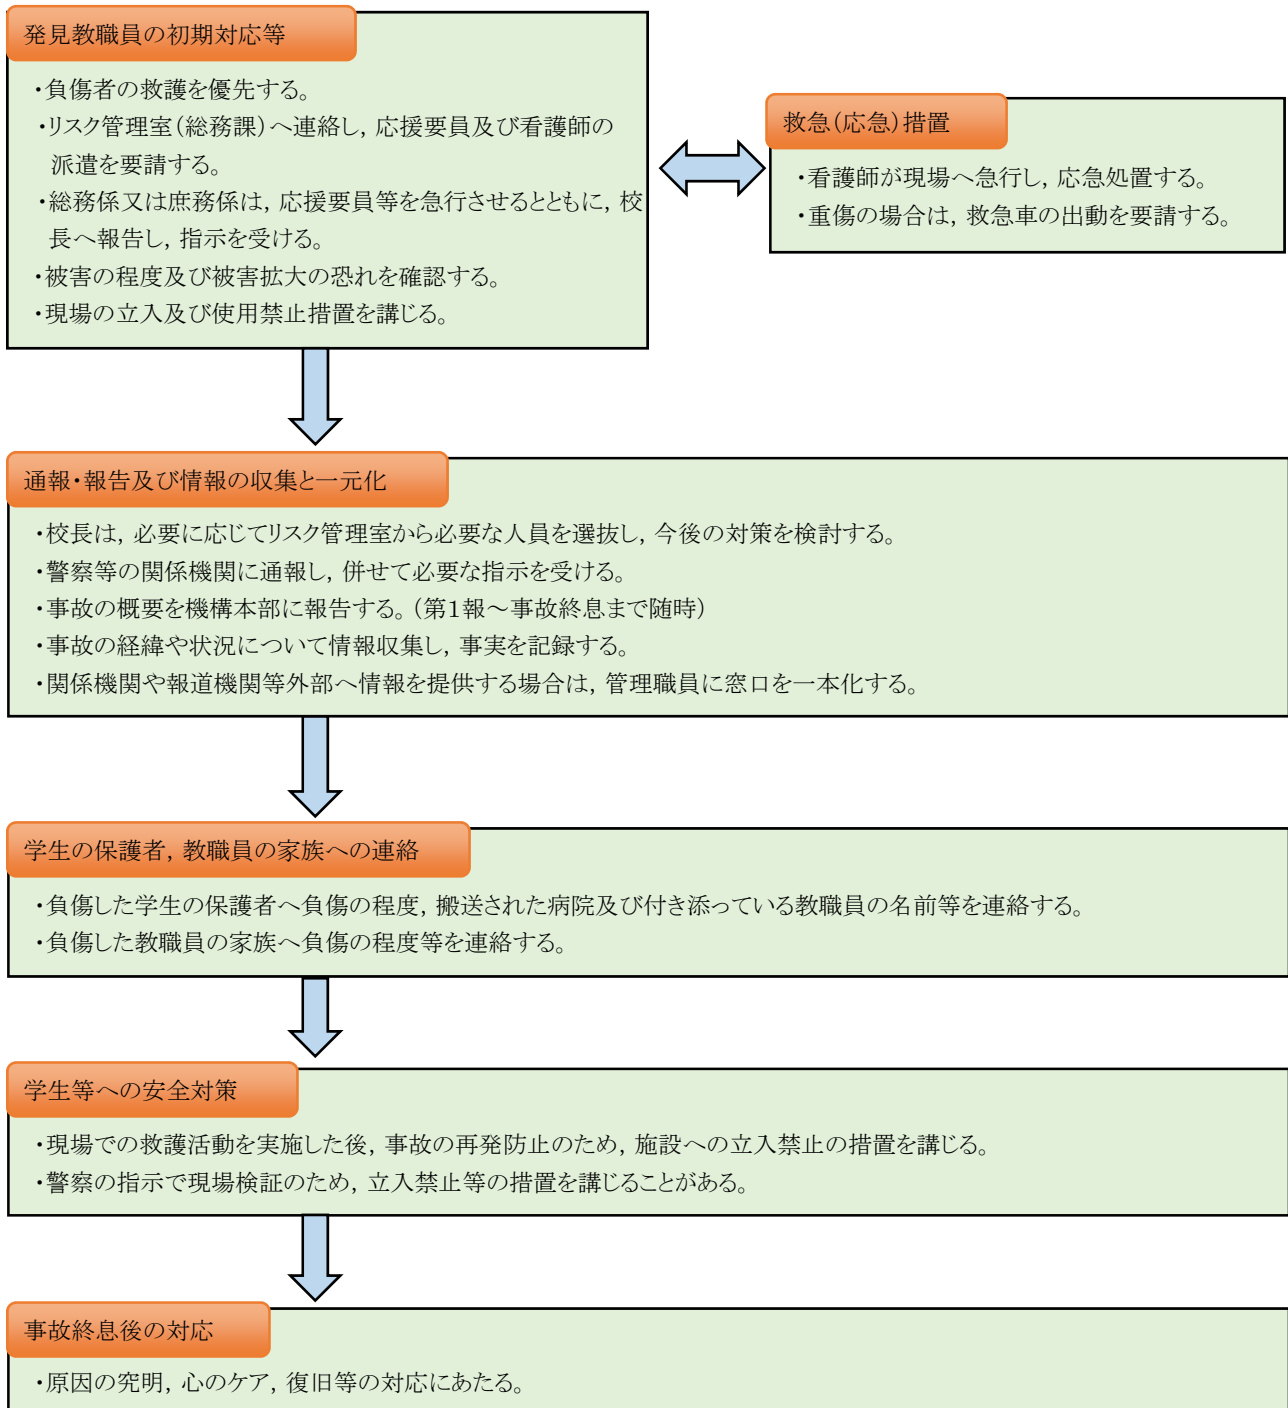 発見教職員の初期対応等
・負傷者の救護を優先する。
・リスク管理室(総務課)へ連絡し, 応援要員及び看護師の
派遣を要請する。
・総務係又は庶務係は, 応援要員等を急行させるとともに, 校
長へ報告し, 指示を受ける。
・被害の程度及び被害拡大の恐れを確認する。
・現場の立入及び使用禁止措置を講じる。
救急(応急)措置
・看護師が現場へ急行し, 応急処置する。
・重傷の場合は, 救急車の出動を要請する。
通報・報告及び情報の収集と一元化
・校長は, 必要に応じてリスク管理室から必要な人員を選抜し, 今後の対策を検討する。
・警察等の関係機関に通報し, 併せて必要な指示を受ける。
・事故の概要を機構本部に報告する。(第1報～事故終息まで随時)
・事故の経緯や状況について情報収集し, 事実を記録する。
・関係機関や報道機関等外部へ情報を提供する場合は, 管理職員に窓口を一本化する。
学生の保護者, 教職員の家族への連絡
・負傷した学生の保護者へ負傷の程度, 搬送された病院及び付き添っている教職員の名前等を連絡する。
・負傷した教職員の家族へ負傷の程度等を連絡する。
学生等への安全対策
・現場での救護活動を実施した後, 事故の再発防止のため, 施設への立入禁止の措置を講じる。
・警察の指示で現場検証のため, 立入禁止等の措置を講じることがある。
事故終息後の対応
・原因の究明, 心のケア, 復旧等の対応にあたる。